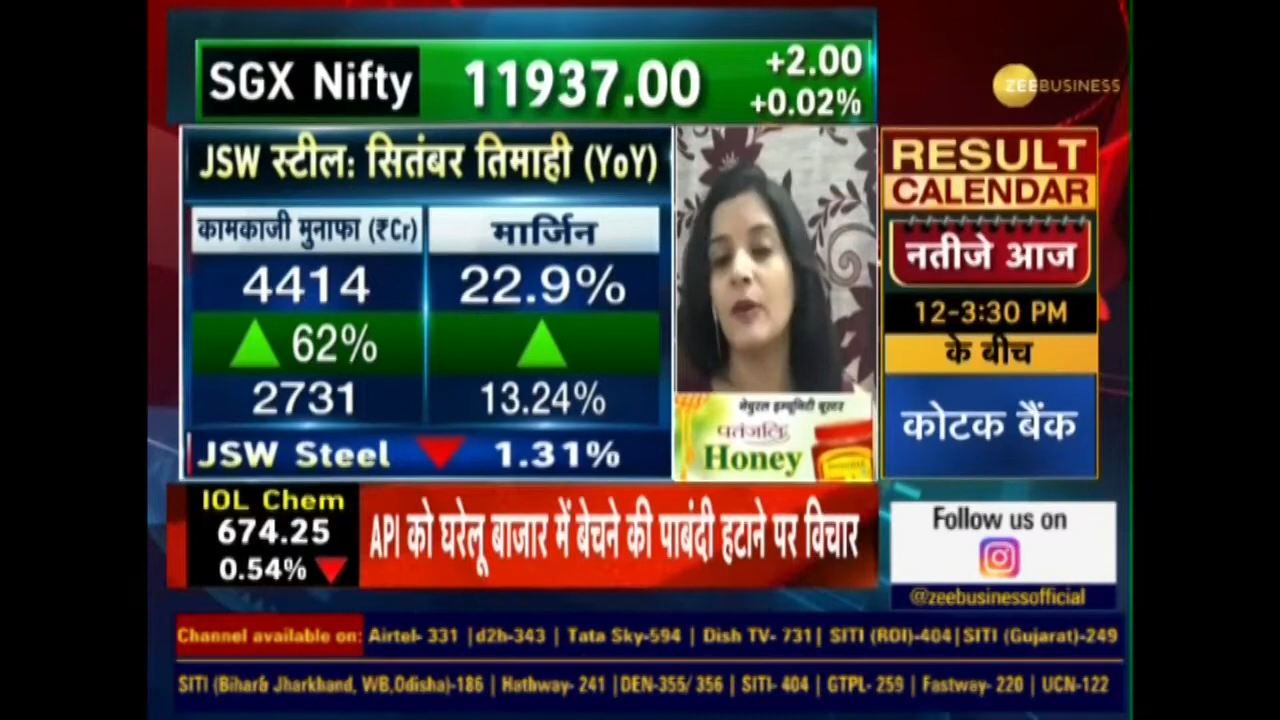 SGX Nifty 11937.00 +2.00
+0.02%
ZEEBUSINESS
JSW स्टील: सितंबर तिमाही (YoY)
कामकाजी मुनाफा (₹Cr) मार्जिन
4414 22.9%
62%
2731 13.24%
JSW Steel 1.31%
नेचुरल इम्यूनिटी बूस्टर
पतंजलि
Honey
RESULT
CALENDAR
नतीजे आज
12-3:30 PM
के बीच
कोटक बैंक
IOL Chem
674.25
0.54%
API को घरेलू बाजार में बेचने की पाबंदी हटाने पर विचार
Follow us on
@zeebusinessofficial
Channel available on: Airtel- 331 |d2h-343 | Tata Sky-594 | Dish TV- 731| SITI (ROI)-404|SITI (Gujarat)-249
SITI (Bihar& Jharkhand, WB,Odisha)-186 | Hathway- 241 |DEN-355/ 356 | SITI- 404 | GTPL- 259 | Fastway- 220 | UCN-122